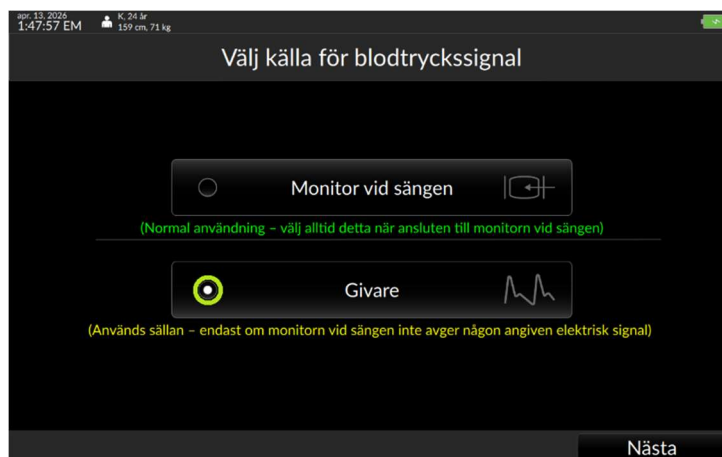 apr. 13, 2026
1:47:57 EM
K, 24 år
159 cm, 71 kg
Välj källa för blodtryckssignal
Monitor vid sängen
(Normal användning – välj alltid detta när ansluten till monitorn vid sängen)
Givare
(Används sällan – endast om monitorn vid sängen inte avger någon angiven elektrisk signal)
Nästa